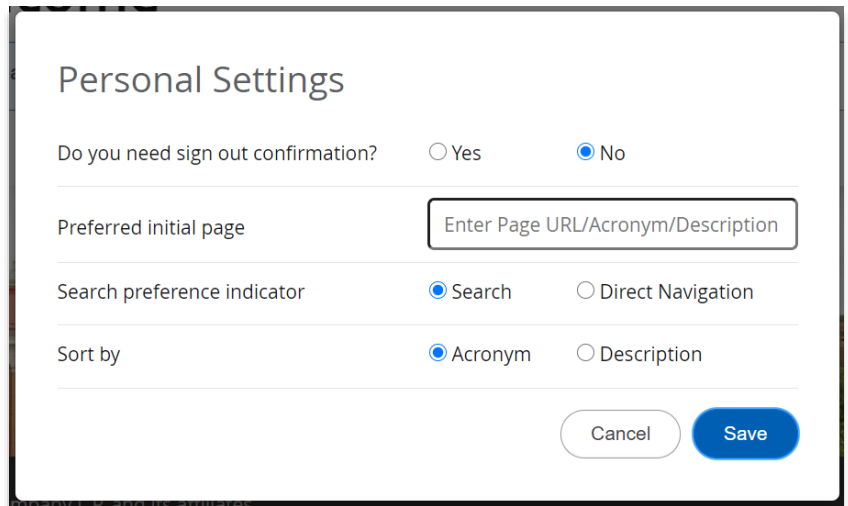 Personal Settings
Do you need sign out confirmation? Yes No
Preferred initial page Enter Page URL/Acronym/Description
Search preference indicator Search Direct Navigation
Sort by Acronym Description
Cancel Save